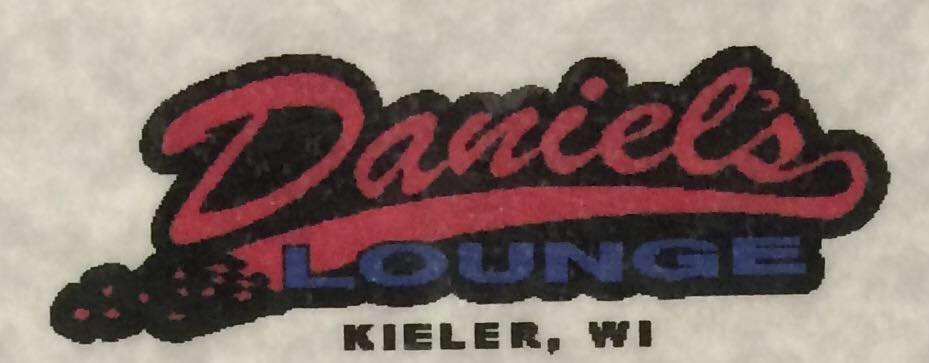 Daniel's
LOUNGE
KIELER, WI